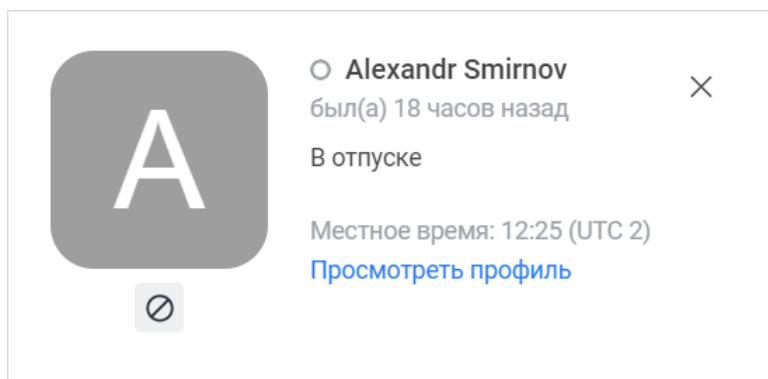 A
Alexandr Smirnov
был(а) 18 часов назад
В отпуске
Местное время: 12:25 (UTC 2)
Просмотреть профиль